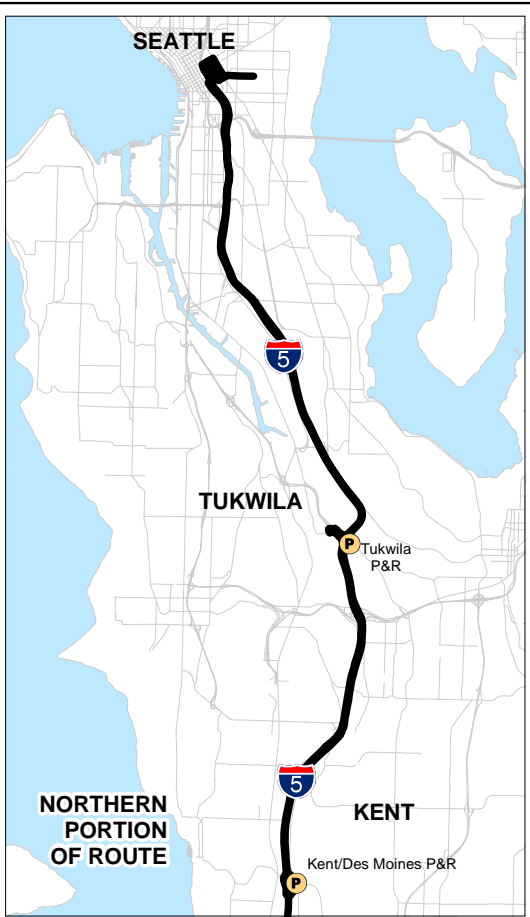 SEATTLE
5
TUKWILA
P
Tukwila
P&R
5
NORTHERN
PORTION
OF ROUTE
KENT
Kent/Des Moines P&R
P